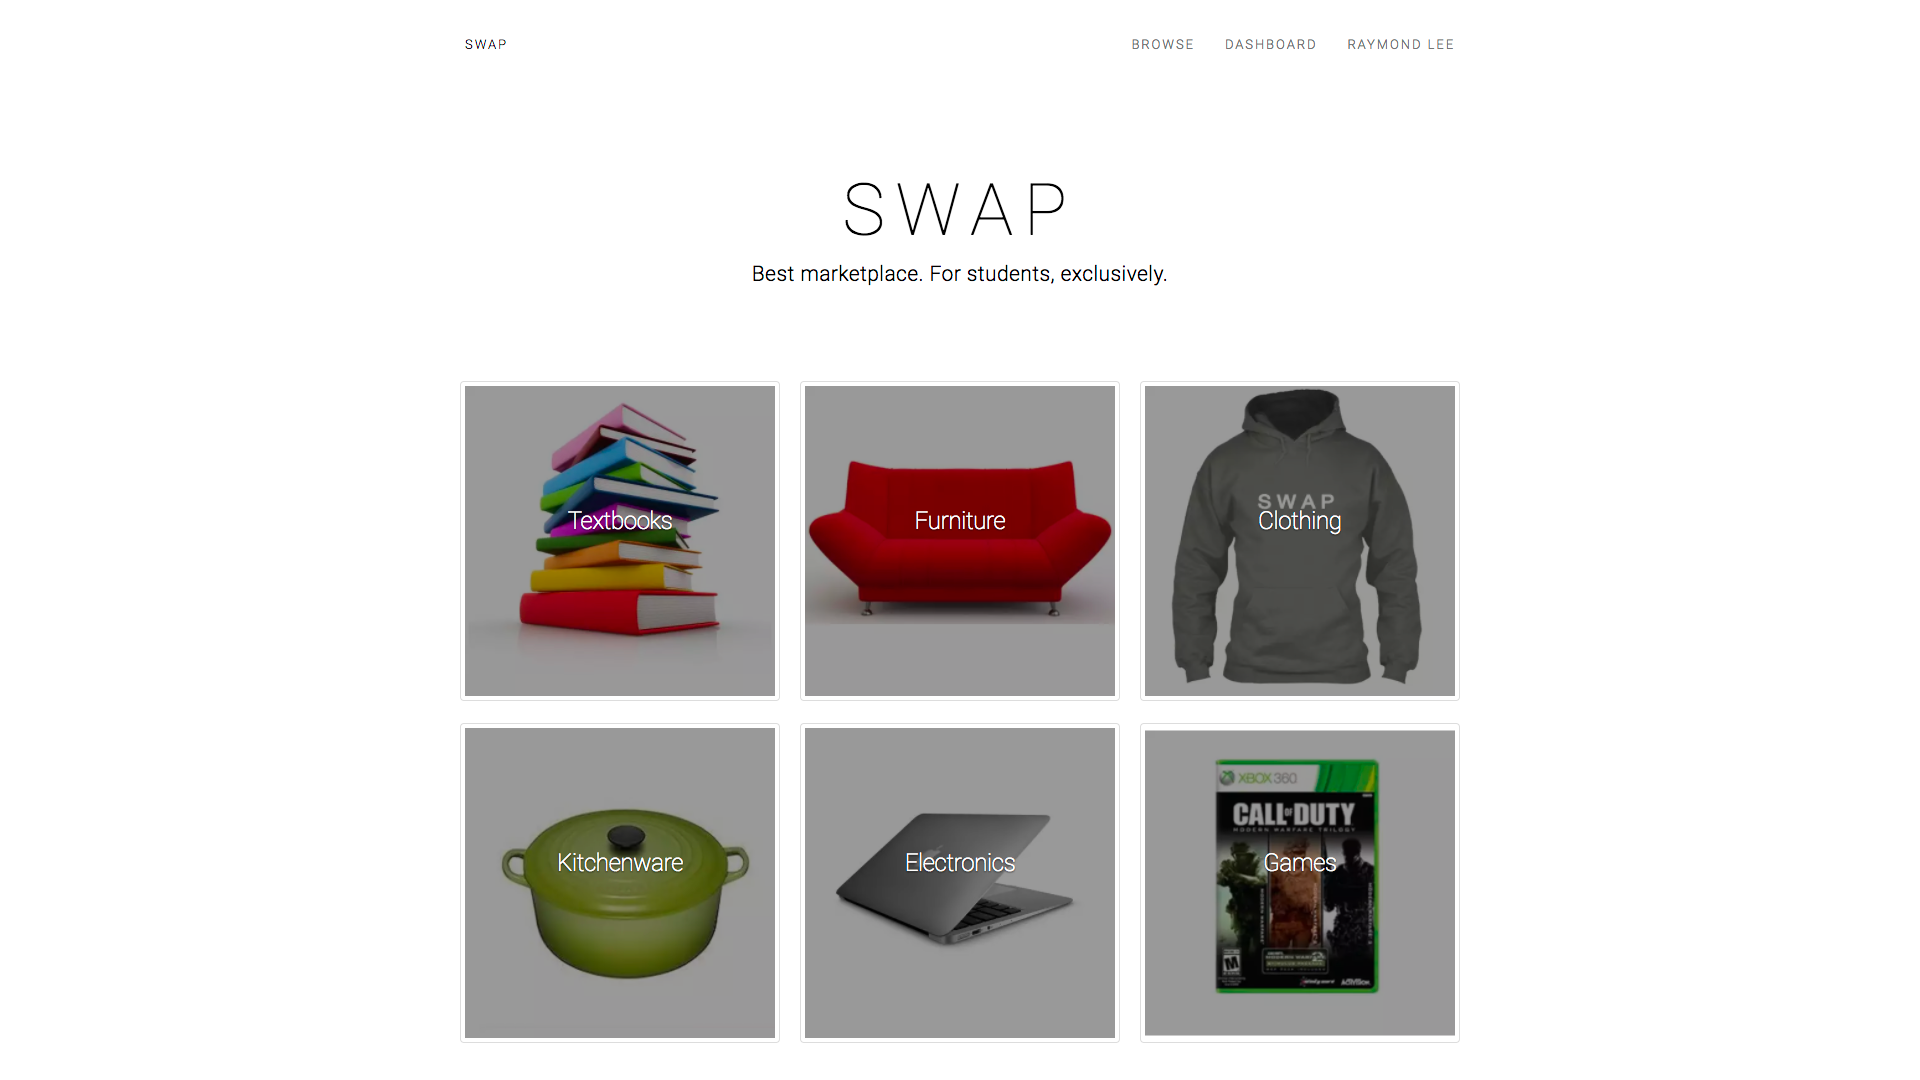 SWAP
BROWSE DASHBOARD RAYMOND LEE
SWAP
Best marketplace. For students, exclusively.
Textbooks
Furniture
SWAP
Clothing
Kitchenware
Electronics
XBOX 360
CALL OF DUTY
MODERN WARFARE TRILOGY
Games
M
ACTIVISION